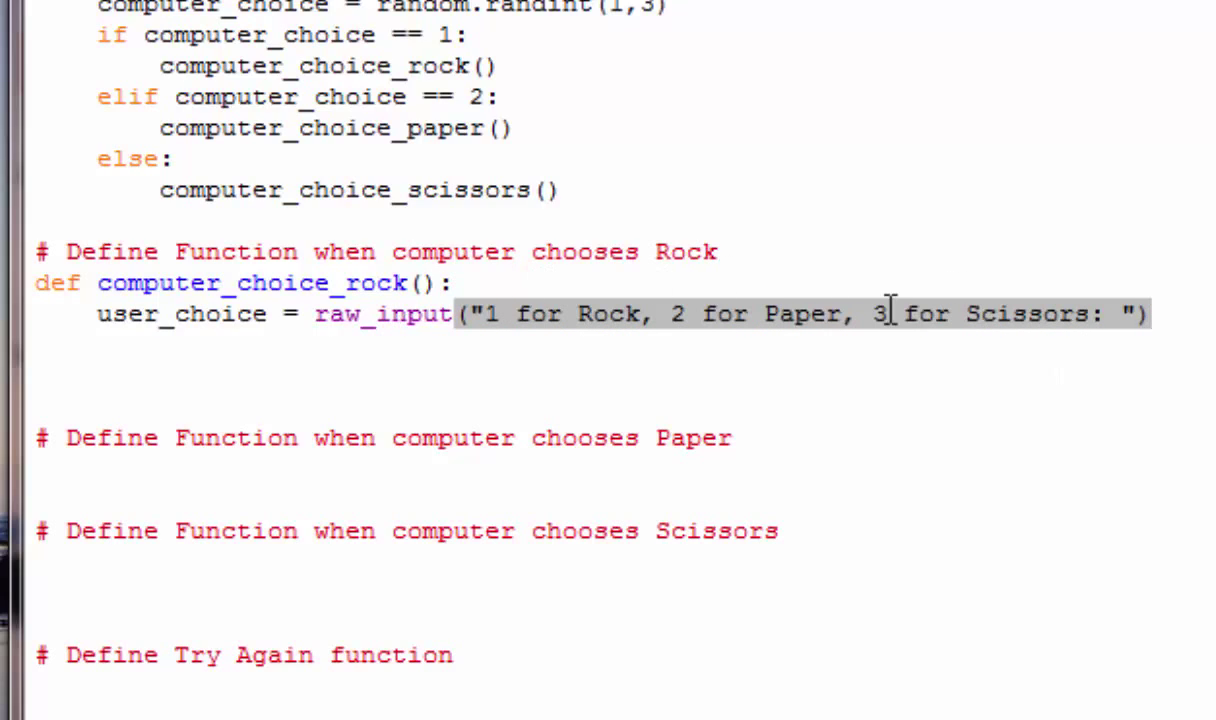 computer_choice = random.randint(1,3)
if computer_choice == 1:
computer_choice_rock()
elif computer_choice == 2:
computer_choice_paper()
else:
computer_choice_scissors()
# Define Function when computer chooses Rock
def computer_choice_rock():
user_choice = raw_input("1 for Rock, 2 for Paper, 3 for Scissors: ")
# Define Function when computer chooses Paper
# Define Function when computer chooses Scissors
# Define Try Again function